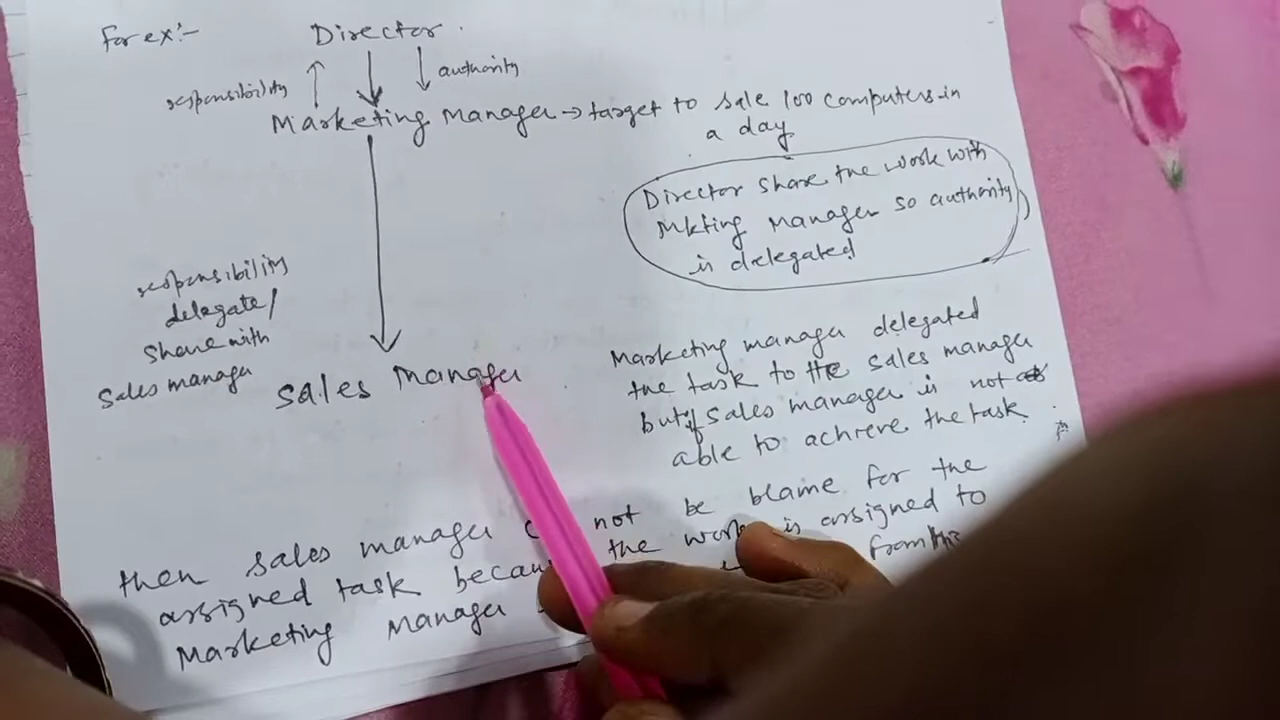 For ex:-
Director.
responsibility
authority
Marketing Manager → target to sale 100 computers in
a day
Director share the work with
Mkting Manager so authority
is delegated
responsibility
delegate/
Share with
Sales manager
Sales Manager
Marketing manager delegated
the task to the sales manager
but if sales manager is not
able to achieve the task.
then sales manager not be blame for the
assigned task the work is assigned to
Marketing Manager